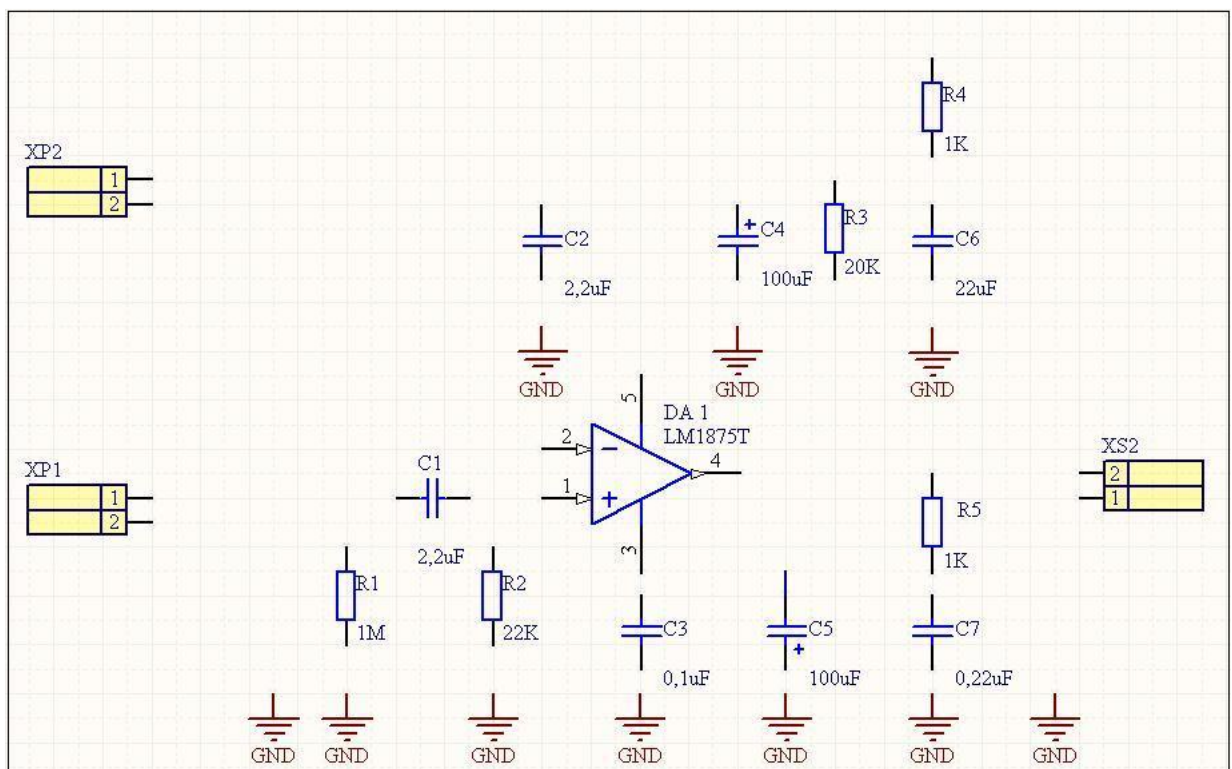 R4
1K
XP2
1
2
C2
2,2uF
+
C4
100uF
R3
20K
C6
22uF
GND
GND
GND
5
DA 1
LM1875T
2
−
4
1
+
3
XP1
1
2
C1
2,2uF
XS2
2
1
R5
1K
R1
1M
R2
22K
C3
0,1uF
C5
+
100uF
C7
0,22uF
GND
GND
GND
GND
GND
GND
GND